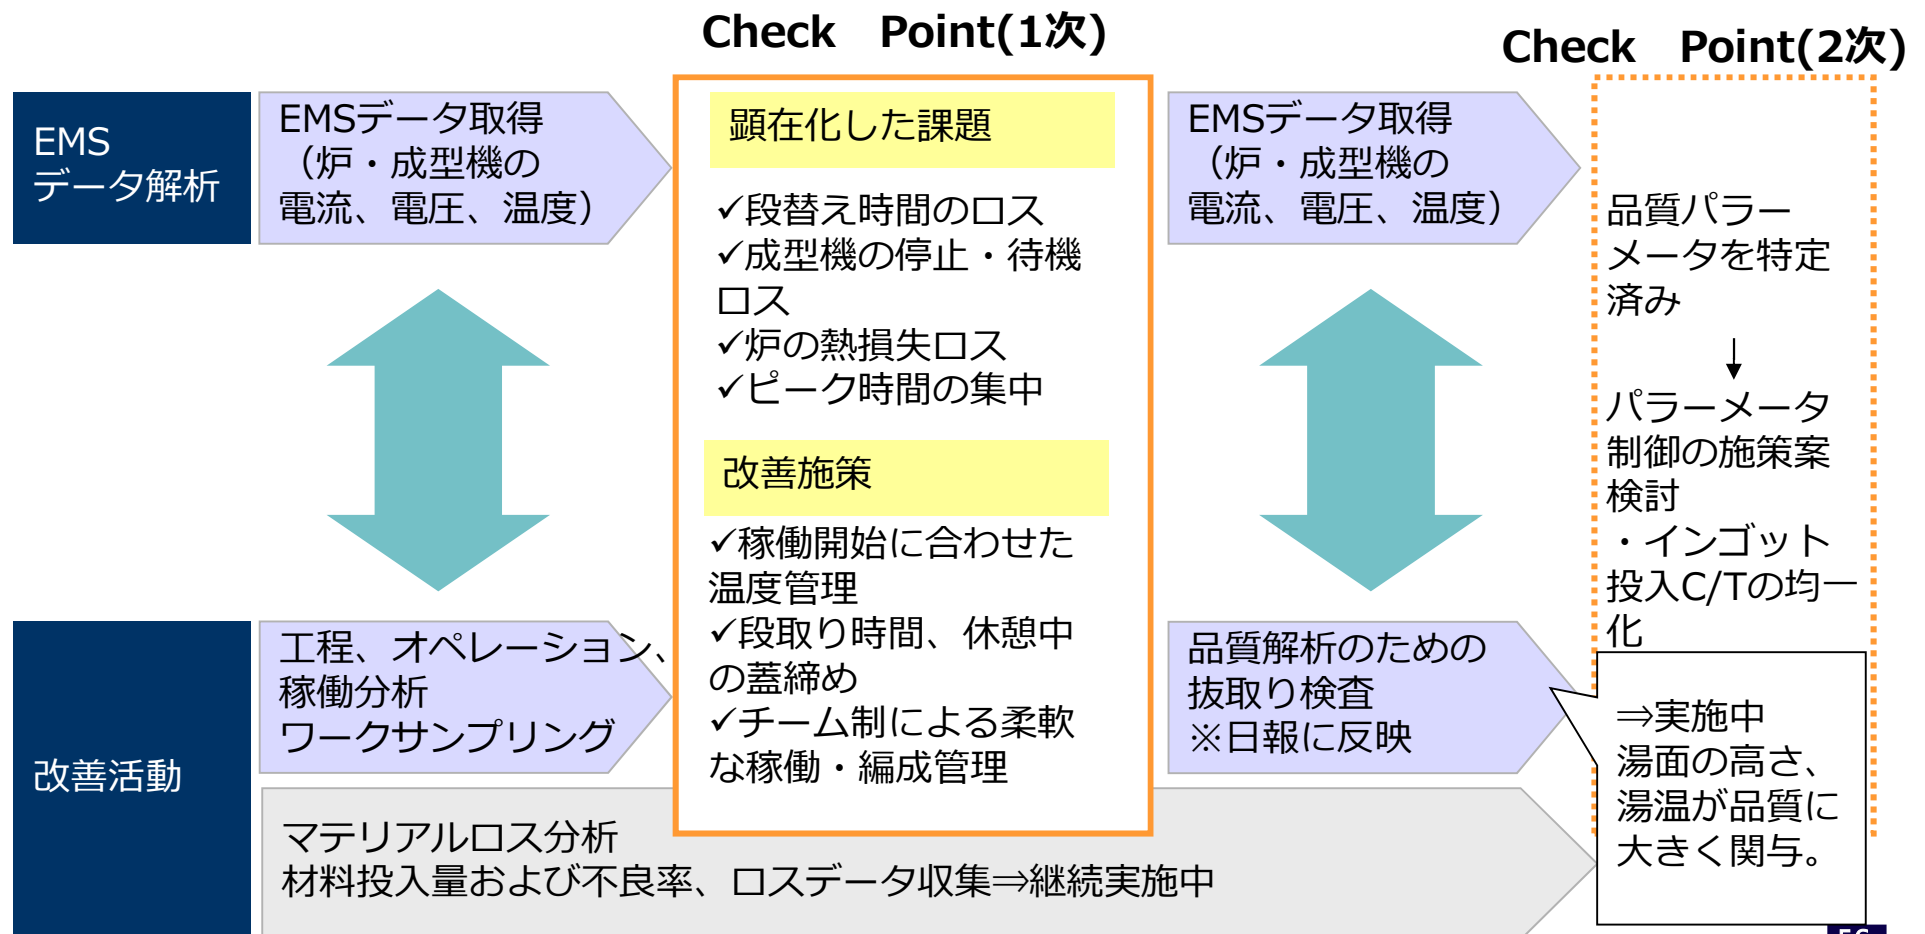 Check　Point(1次)
Check　Point(2次)
EMS
データ解析
EMSデータ取得
（炉・成型機の
電流、電圧、温度）
顕在化した課題
✓段替え時間のロス
✓成型機の停止・待機
ロス
✓炉の熱損失ロス
✓ピーク時間の集中
改善施策
✓稼働開始に合わせた
温度管理
✓段取り時間、休憩中
の蓋締め
✓チーム制による柔軟
な稼働・編成管理
EMSデータ取得
（炉・成型機の
電流、電圧、温度）
品質パラー
メータを特定
済み
↓
パラーメータ
制御の施策案
検討
・インゴット
投入C/Tの均一
化
改善活動
工程、オペレーション、
稼働分析
ワークサンプリング
品質解析のための
抜取り検査
※日報に反映
⇒実施中
湯面の高さ、
湯温が品質に
大きく関与。
マテリアルロス分析
材料投入量および不良率、ロスデータ収集⇒継続実施中